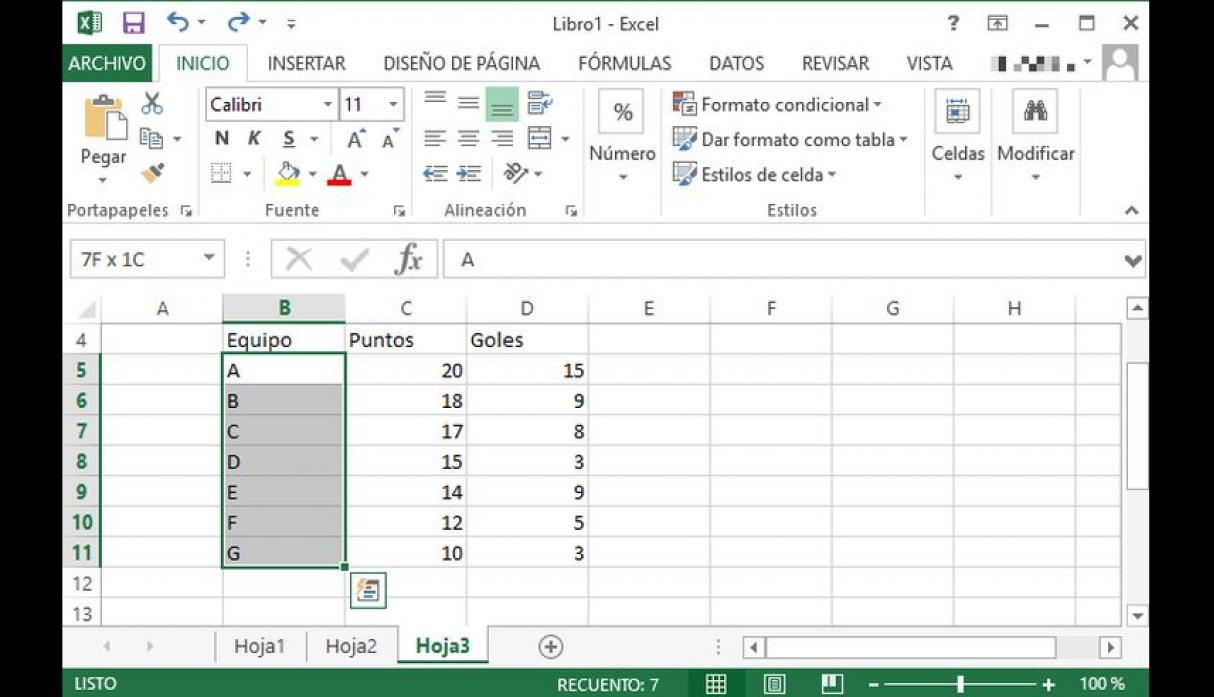 Libro1 - Excel ?
ARCHIVO INICIO INSERTAR DISEÑO DE PÁGINA FÓRMULAS DATOS REVISAR VISTA
Calibri 11 % Formato condicional
N K S A A Dar formato como tabla
Pegar Número Celdas Modificar
A Estilos de celda
Portapapeles Fuente Alineación Estilos
7F x 1C fx A
A B C D E F G H
4 Equipo Puntos Goles
5 A 20 15
6 B 18 9
7 C 17 8
8 D 15 3
9 E 14 9
10 F 12 5
11 G 10 3
12
13
Hoja1 Hoja2 Hoja3
LISTO RECUENTO: 7 100 %